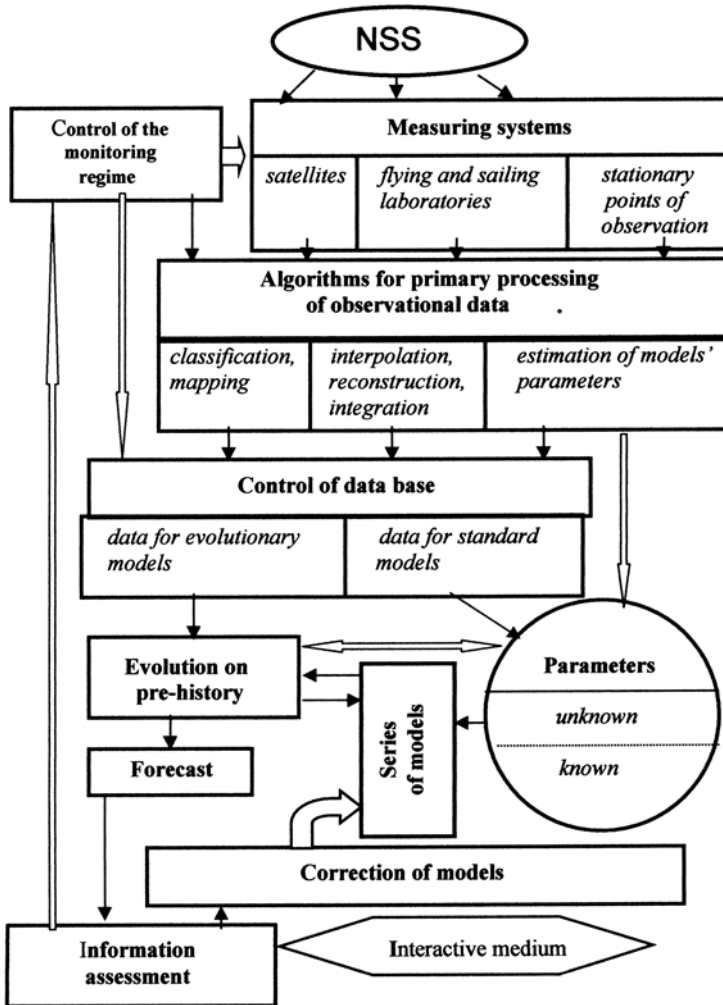 NSS
Control of the
monitoring
regime
Measuring systems
satellites
flying and sailing
laboratories
stationary
points of
observation
Algorithms for primary processing
of observational data
classification,
mapping
interpolation,
reconstruction,
integration
estimation of models’
parameters
Control of data base
data for evolutionary
models
data for standard
models
Evolution on
pre-history
Series
of models
Parameters
unknown
known
Forecast
Correction of models
Information
assessment
Interactive medium